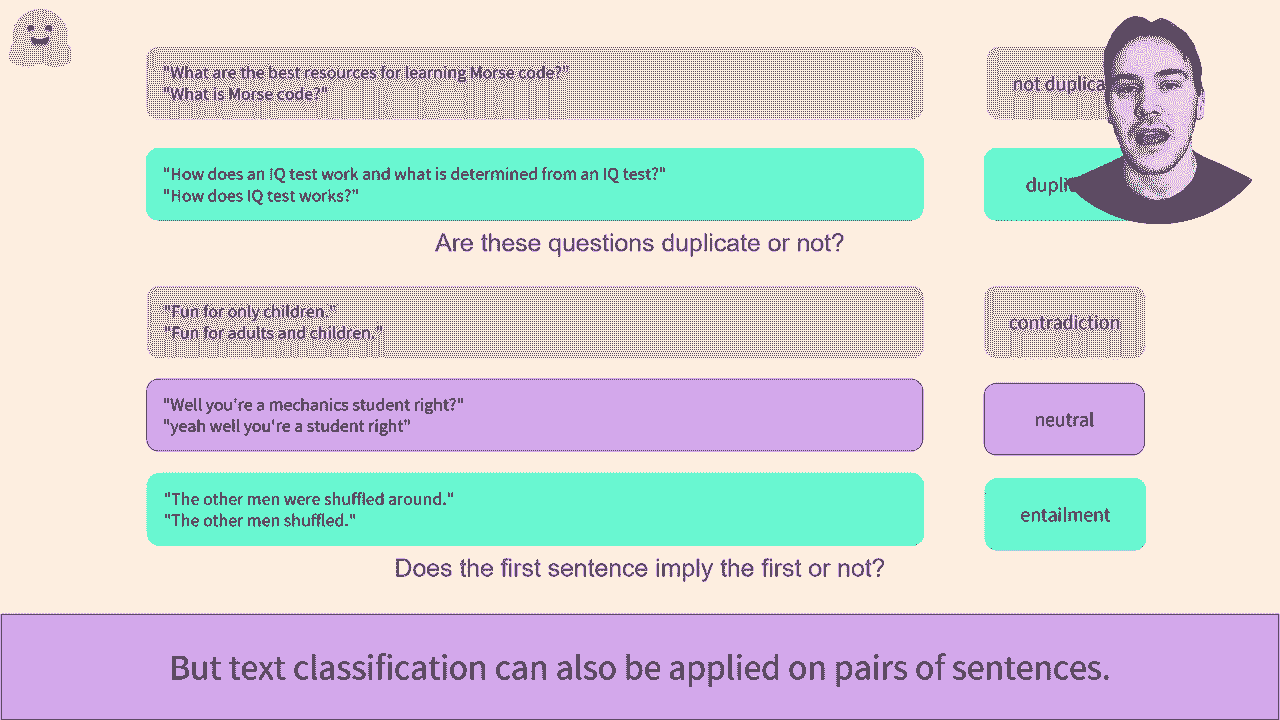 "What are the best resources for learning Morse code?"
"What is Morse code?"
not duplica
"How does an IQ test work and what is determined from an IQ test?"
"How does IQ test works?"
dupli
Are these questions duplicate or not?
"Fun for only children."
"Fun for adults and children."
contradiction
"Well you're a mechanics student right?"
"yeah well you're a student right"
neutral
"The other men were shuffled around."
"The other men shuffled."
entailment
Does the first sentence imply the first or not?
But text classification can also be applied on pairs of sentences.